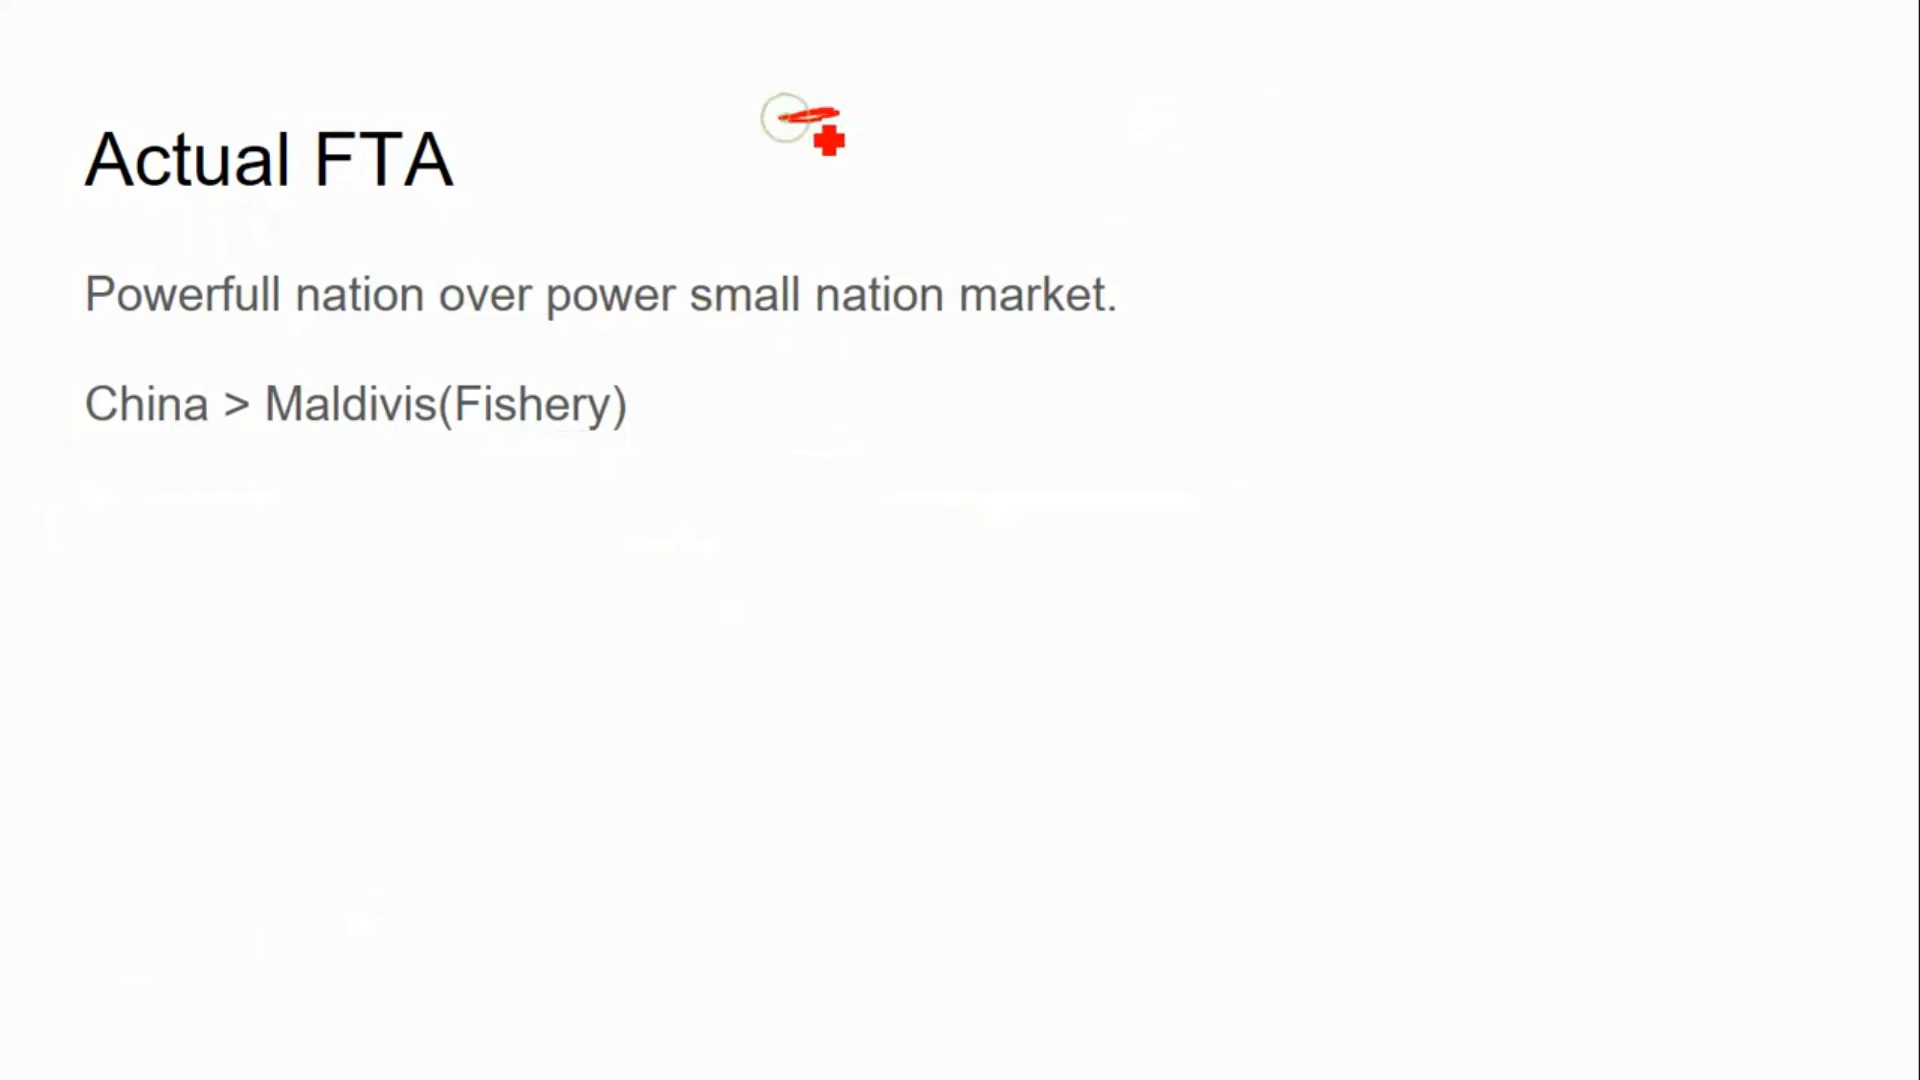 Actual FTA
Powerfull nation over power small nation market.
China > Maldivis(Fishery)